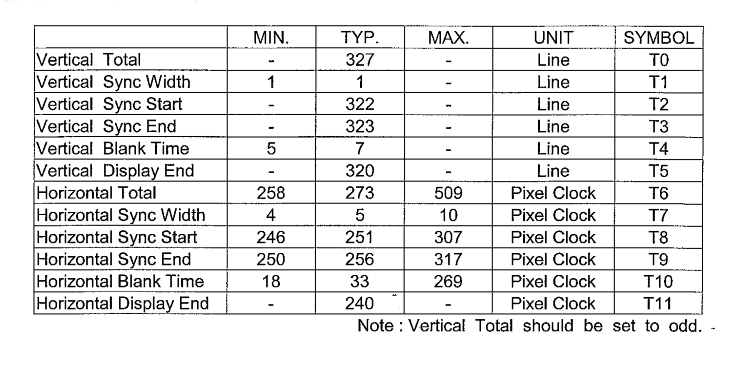 MIN. TYP. MAX. UNIT SYMBOL
Vertical Total - 327 - Line T0
Vertical Sync Width 1 1 - Line T1
Vertical Sync Start - 322 - Line T2
Vertical Sync End - 323 - Line T3
Vertical Blank Time 5 7 - Line T4
Vertical Display End - 320 - Line T5
Horizontal Total 258 273 509 Pixel Clock T6
Horizontal Sync Width 4 5 10 Pixel Clock T7
Horizontal Sync Start 246 251 307 Pixel Clock T8
Horizontal Sync End 250 256 317 Pixel Clock T9
Horizontal Blank Time 18 33 269 Pixel Clock T10
Horizontal Display End - 240 - Pixel Clock T11
Note : Vertical Total should be set to odd.